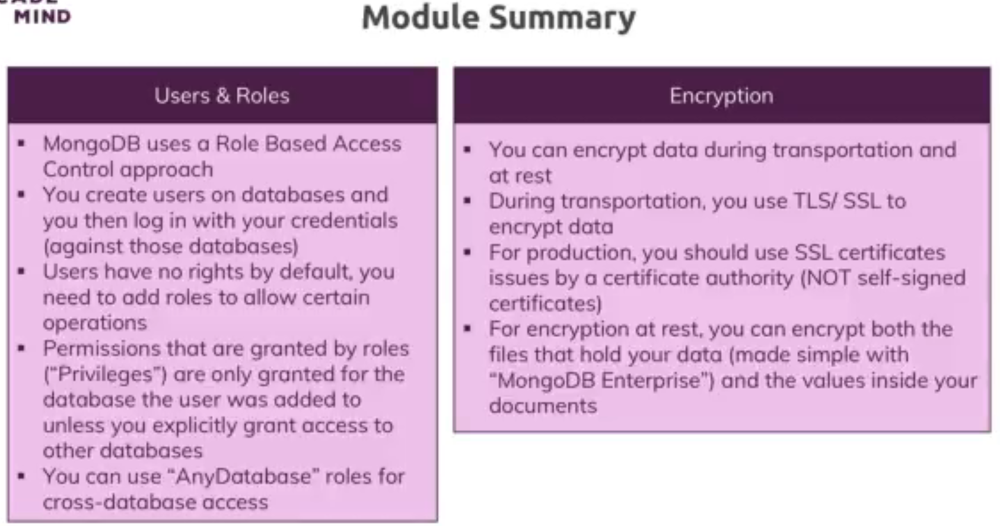 MIND
Module Summary
Users & Roles
▪ MongoDB uses a Role Based Access
Control approach
▪ You create users on databases and
you then log in with your credentials
(against those databases)
▪ Users have no rights by default, you
need to add roles to allow certain
operations
▪ Permissions that are granted by roles
(“Privileges”) are only granted for the
database the user was added to
unless you explicitly grant access to
other databases
▪ You can use “AnyDatabase” roles for
cross-database access
Encryption
▪ You can encrypt data during transportation and
at rest
▪ During transportation, you use TLS/ SSL to
encrypt data
▪ For production, you should use SSL certificates
issues by a certificate authority (NOT self-signed
certificates)
▪ For encryption at rest, you can encrypt both the
files that hold your data (made simple with
“MongoDB Enterprise”) and the values inside your
documents